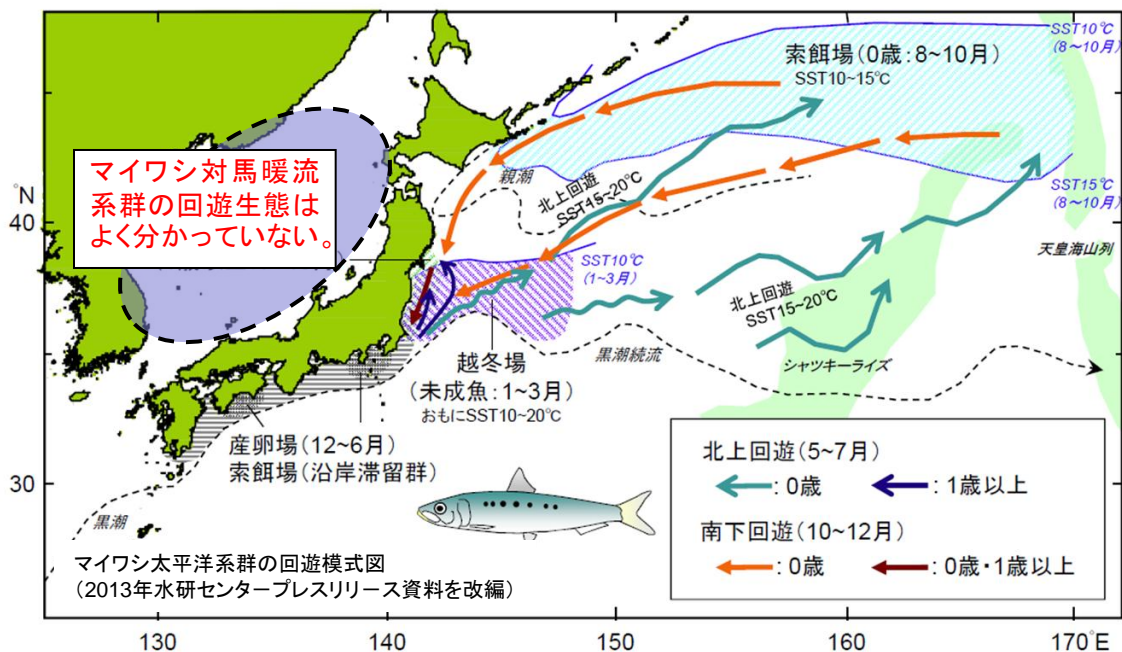 SST10℃
(8~10月)
索餌場(0歳:8~10月)
SST10~15℃
マイワシ対馬暖流
系群の回遊生態は
よく分かっていない。
°N
40
30
親潮
北上回遊
SST15~20℃
SST15℃
(8~10月)
天皇海山列
SST10℃
(1~3月)
北上回遊
SST15~20℃
黒潮続流
シャツキーライズ
越冬場
(未成魚:1~3月)
おもにSST10~20℃
産卵場(12~6月)
索餌場(沿岸滞留群)
黒潮
北上回遊(5~7月)
:0歳
:1歳以上
南下回遊(10~12月)
:0歳
:0歳・1歳以上
マイワシ太平洋系群の回遊模式図
(2013年水研センタープレスリリース資料を改編)
130
140
150
160
170°E